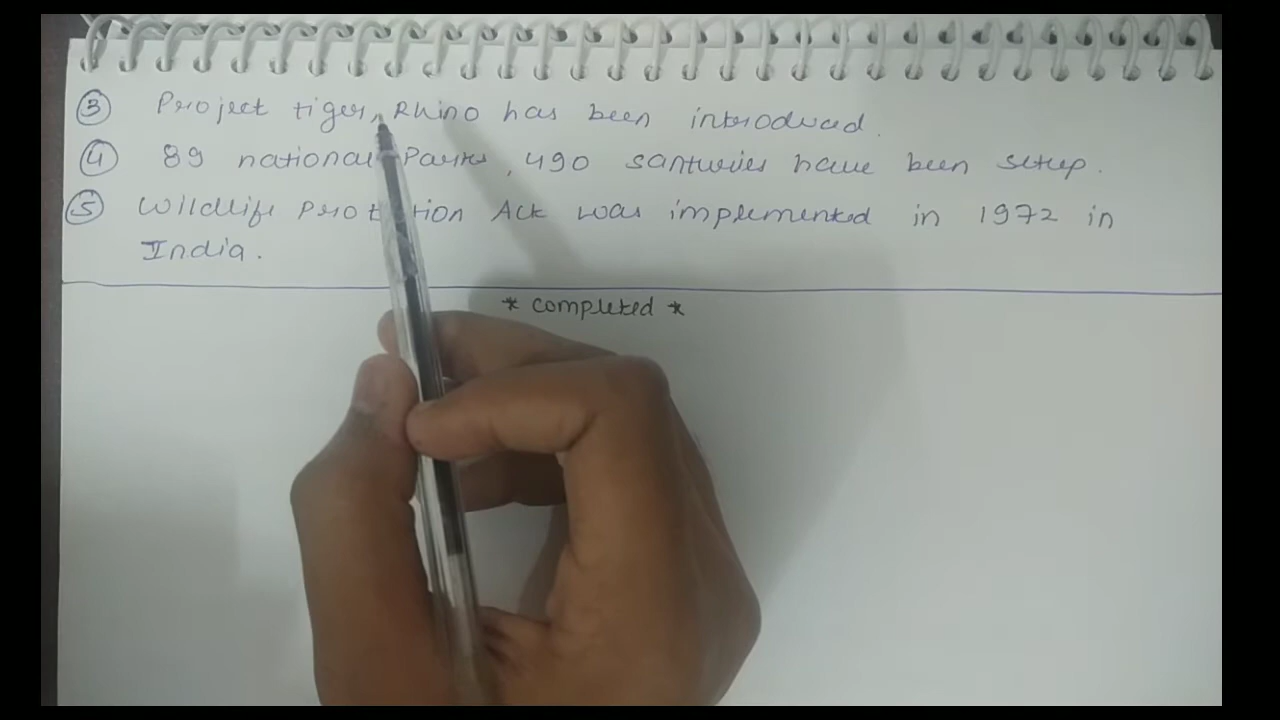 ③ Project tiger, Rhino has been introduced.
④ 89 national Parks, 490 santuries have been setup.
⑤ Wildlife Protection Act was implemented in 1972 in
India.
* completed *